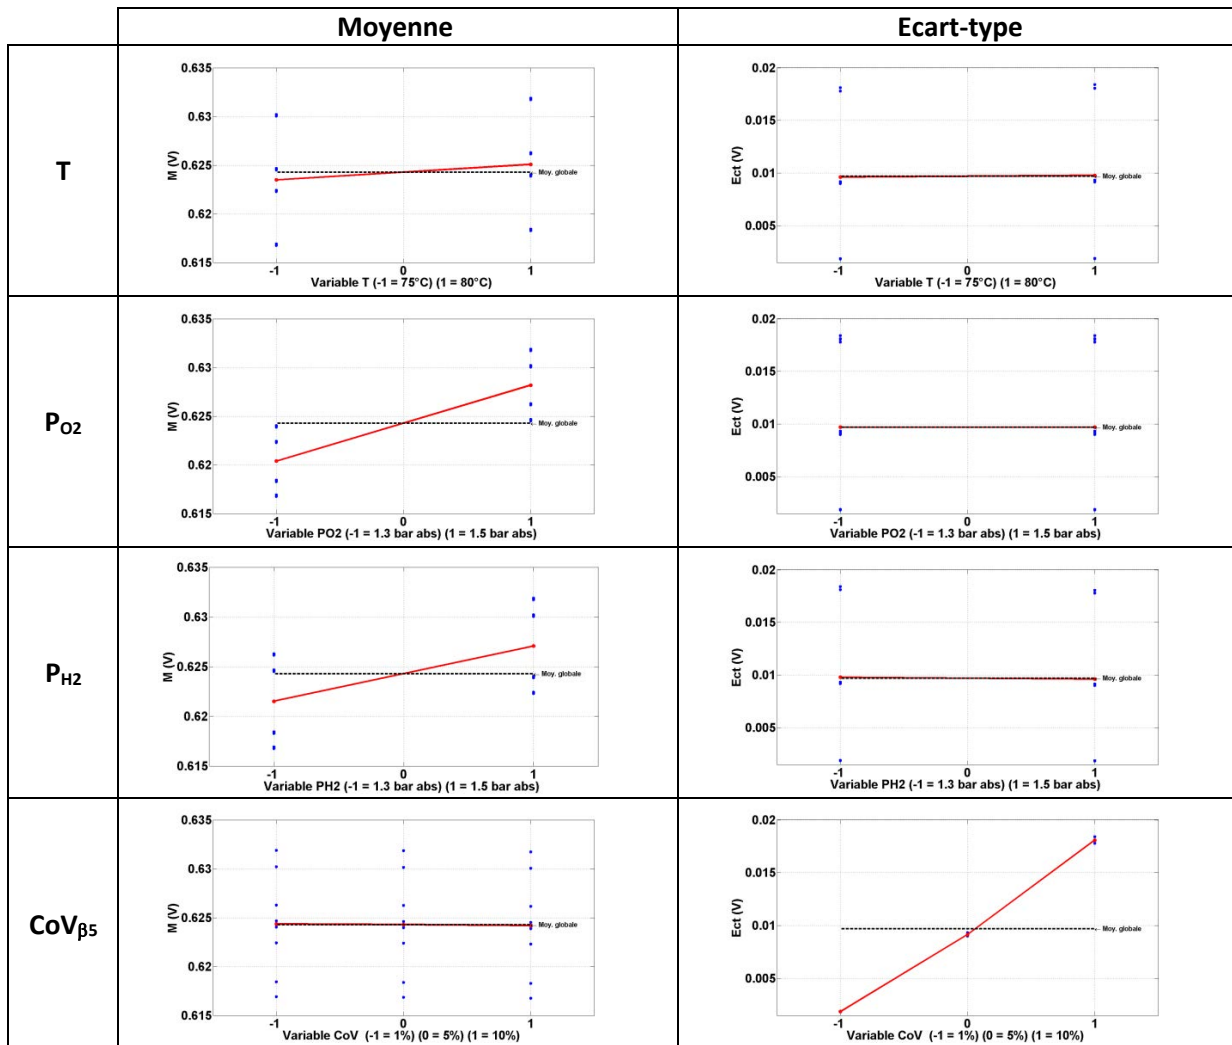 Moyenne
Ecart-type
T
M (V)
0.635
0.63
0.625
0.62
0.615
-1
0
1
Moy. globale
Variable T (-1 = 75°C) (1 = 80°C)
Ect (V)
0.02
0.015
0.01
0.005
-1
0
1
Moy. globale
Variable T (-1 = 75°C) (1 = 80°C)
PO2
M (V)
0.635
0.63
0.625
0.62
0.615
-1
0
1
Moy. globale
Variable PO2 (-1 = 1.3 bar abs) (1 = 1.5 bar abs)
Ect (V)
0.02
0.015
0.01
0.005
-1
0
1
Moy. globale
Variable PO2 (-1 = 1.3 bar abs) (1 = 1.5 bar abs)
PH2
M (V)
0.635
0.63
0.625
0.62
0.615
-1
0
1
Moy. globale
Variable PH2 (-1 = 1.3 bar abs) (1 = 1.5 bar abs)
Ect (V)
0.02
0.015
0.01
0.005
-1
0
1
Moy. globale
Variable PH2 (-1 = 1.3 bar abs) (1 = 1.5 bar abs)
CoVβ5
M (V)
0.635
0.63
0.625
0.62
0.615
-1
0
1
Moy. globale
Variable CoV (-1 = 1%) (0 = 5%) (1 = 10%)
Ect (V)
0.02
0.015
0.01
0.005
-1
0
1
Moy. globale
Variable CoV (-1 = 1%) (0 = 5%) (1 = 10%)